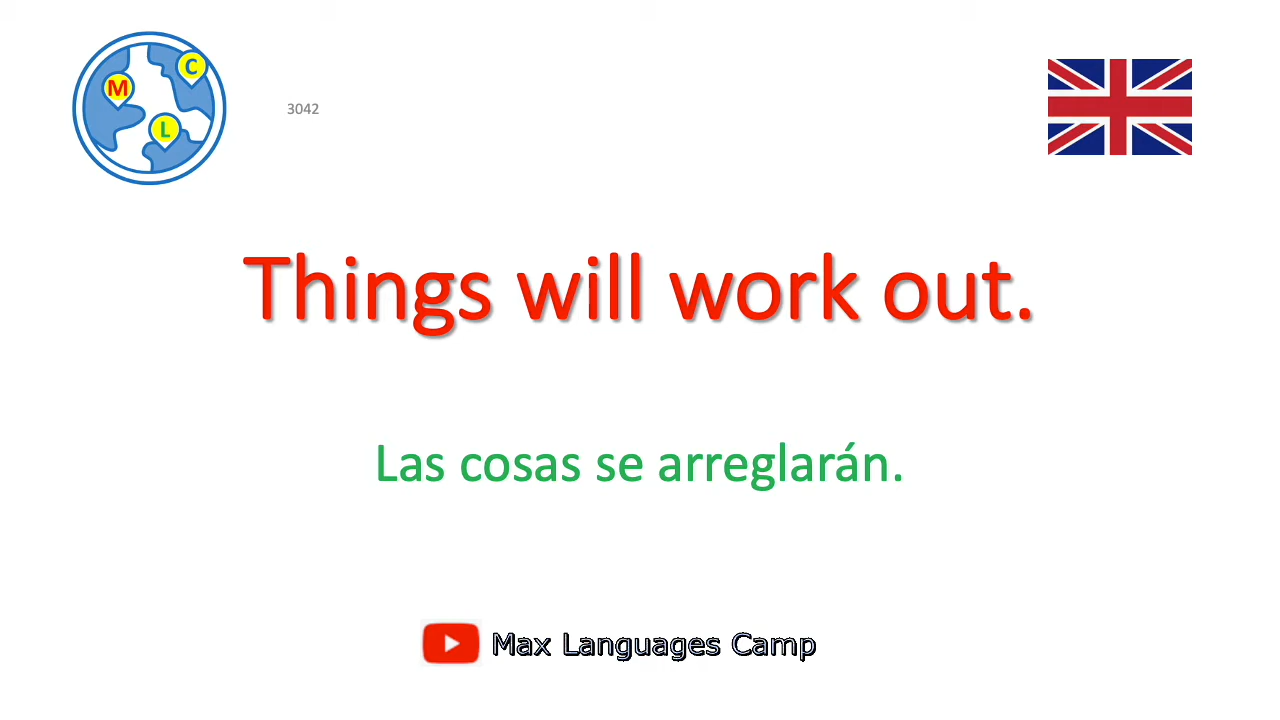 M
C
L
3042
Things will work out.
Las cosas se arreglarán.
Max Languages Camp